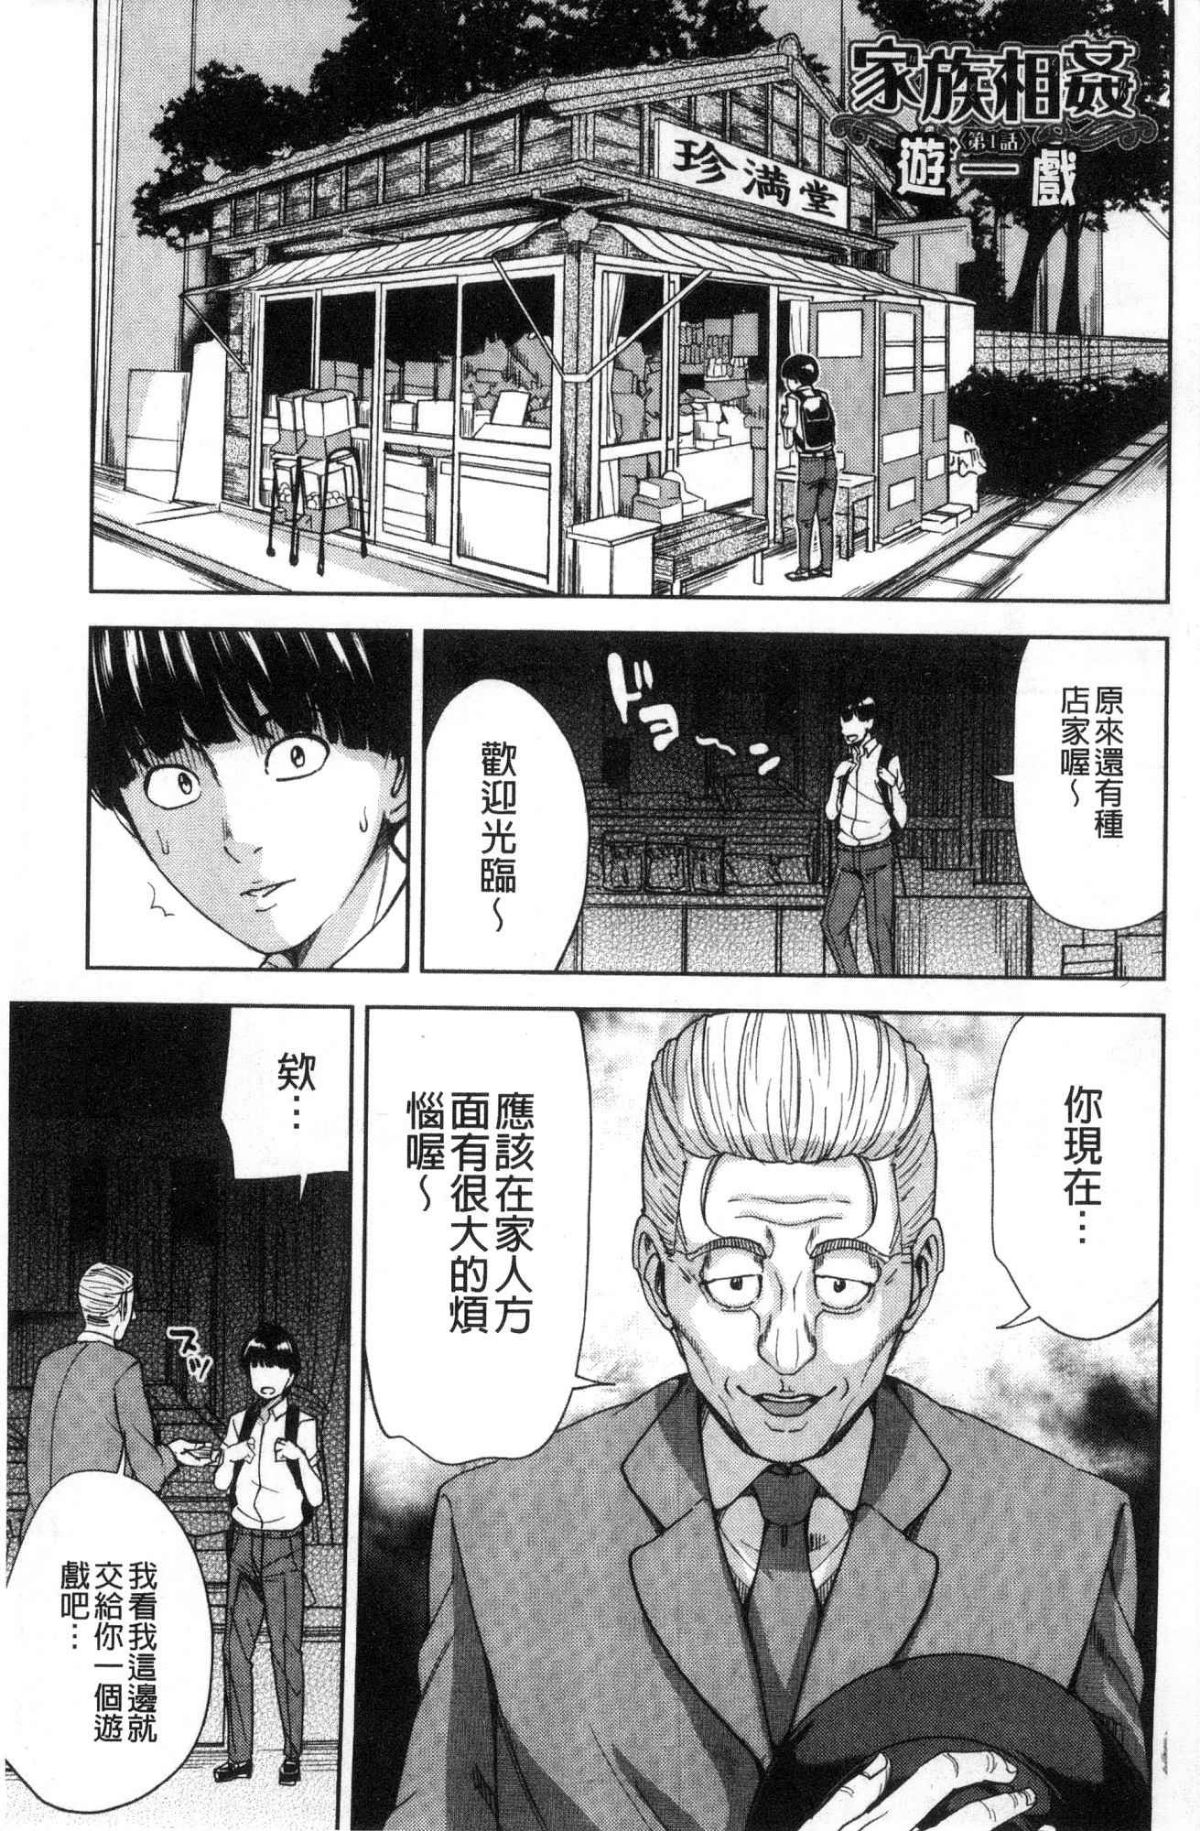 家族相姦
第1話
遊一戲
珍満堂
原來還有種
店家喔～
ドヨ〜〜ん
歡迎光臨～
你現在…
應該在家人方
面有很大的煩
惱喔～
欸…
スッ
我看我這邊就
交給你一個遊
戲吧…